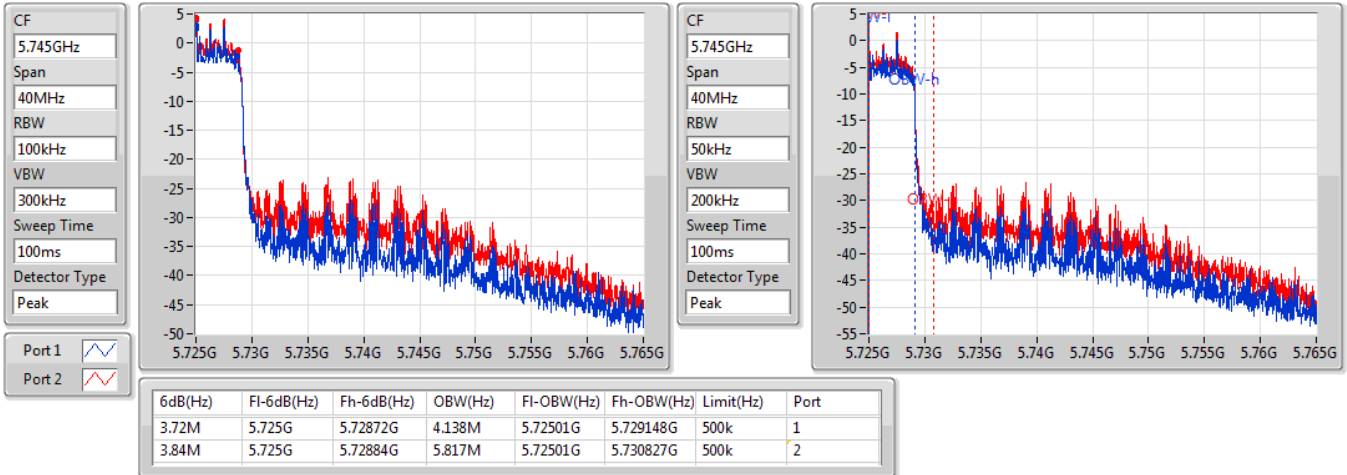 CF
5.745GHz
Span
40MHz
RBW
100kHz
VBW
300kHz
Sweep Time
100ms
Detector Type
Peak
Port 1
Port 2
5
0
-5
-10
-15
-20
-25
-30
-35
-40
-45
-50
5.725G 5.73G 5.735G 5.74G 5.745G 5.75G 5.755G 5.76G 5.765G
CF
5.745GHz
Span
40MHz
RBW
50kHz
VBW
200kHz
Sweep Time
100ms
Detector Type
Peak
5
0
-5
-10
-15
-20
-25
-30
-35
-40
-45
-50
-55
OBW-h
5.725G 5.73G 5.735G 5.74G 5.745G 5.75G 5.755G 5.76G 5.765G
6dB(Hz) Fl-6dB(Hz) Fh-6dB(Hz) OBW(Hz) Fl-OBW(Hz) Fh-OBW(Hz) Limit(Hz) Port
3.72M 5.725G 5.72872G 4.138M 5.72501G 5.729148G 500k 1
3.84M 5.725G 5.72884G 5.817M 5.72501G 5.730827G 500k 2